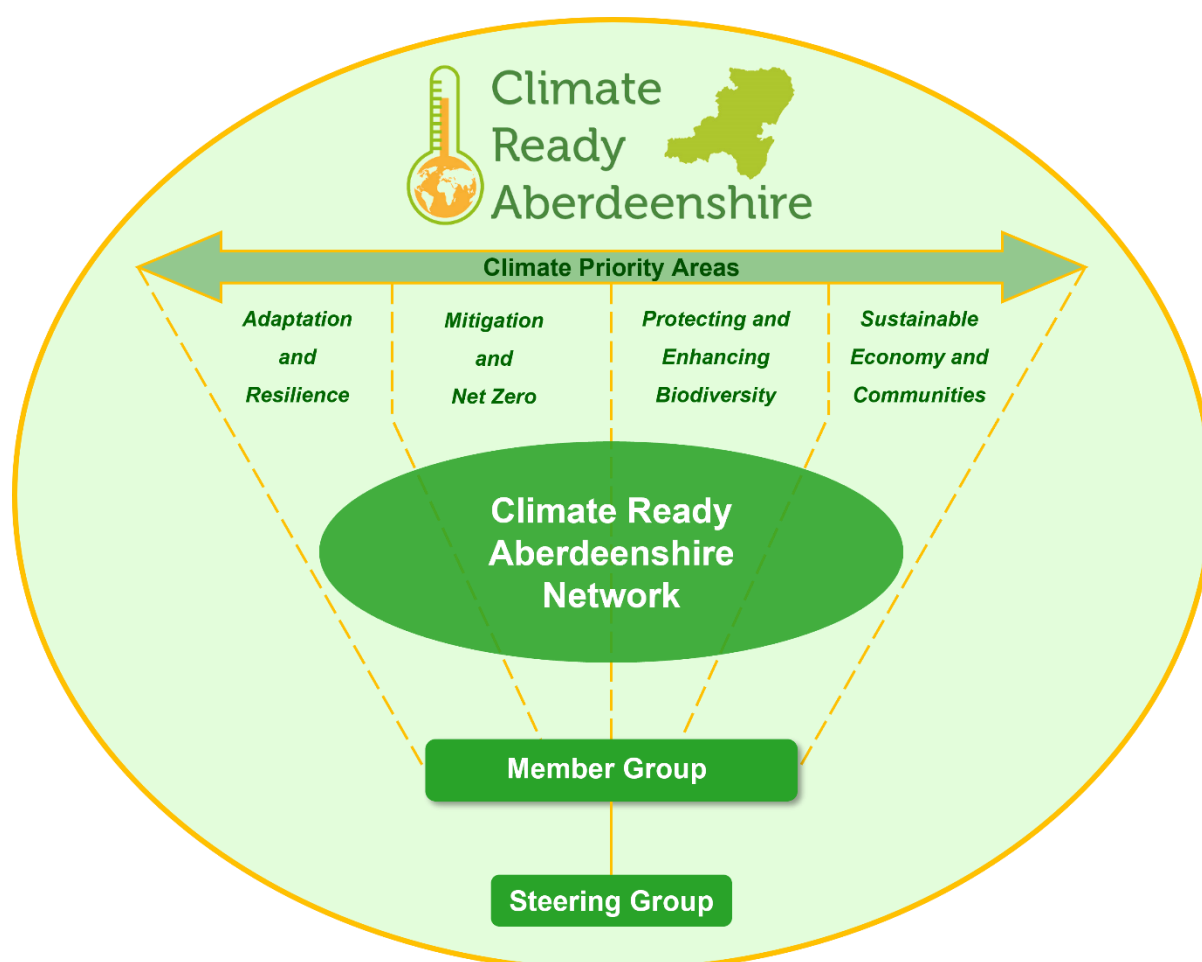 Climate
Ready
Aberdeenshire
Climate Priority Areas
Adaptation
and
Resilience
Mitigation
and
Net Zero
Protecting and
Enhancing
Biodiversity
Sustainable
Economy and
Communities
Climate Ready
Aberdeenshire
Network
Member Group
Steering Group